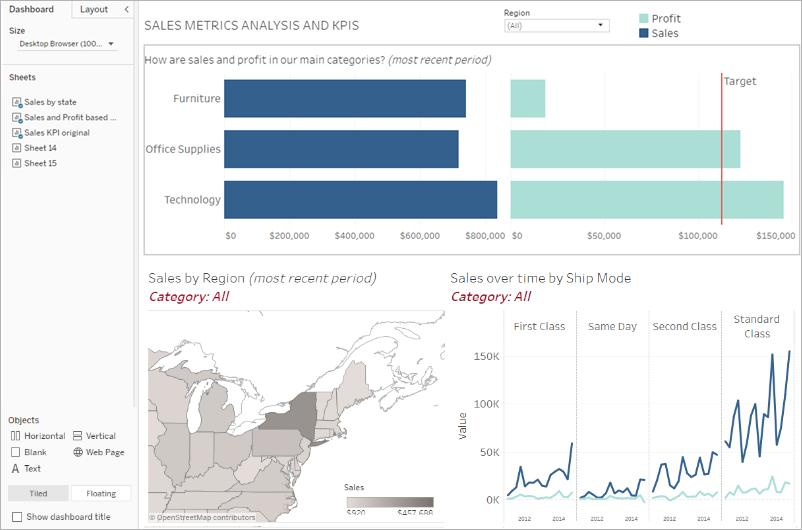 Dashboard
Layout
Size
Desktop Browser (100...
Sheets
Sales by state
Sales and Profit based ...
Sales KPI original
Sheet 14
Sheet 15
Objects
Horizontal
Vertical
Blank
Web Page
A Text
Tiled
Floating
Show dashboard title
SALES METRICS ANALYSIS AND KPIS
Region
(All)
Profit
Sales
How are sales and profit in our main categories? (most recent period)
Target
Furniture
Office Supplies
Technology
$0 $200,000 $400,000 $600,000 $800,000 $0 $50,000 $100,000 $150,000
Sales by Region (most recent period)
Category: All
Sales
$920 $457,688
© OpenStreetMap contributors
Sales over time by Ship Mode
Category: All
First Class
Same Day
Second Class
Standard
Class
150K
100K
50K
0K
Value
2012 2014 2012 2014 2012 2014 2012 2014